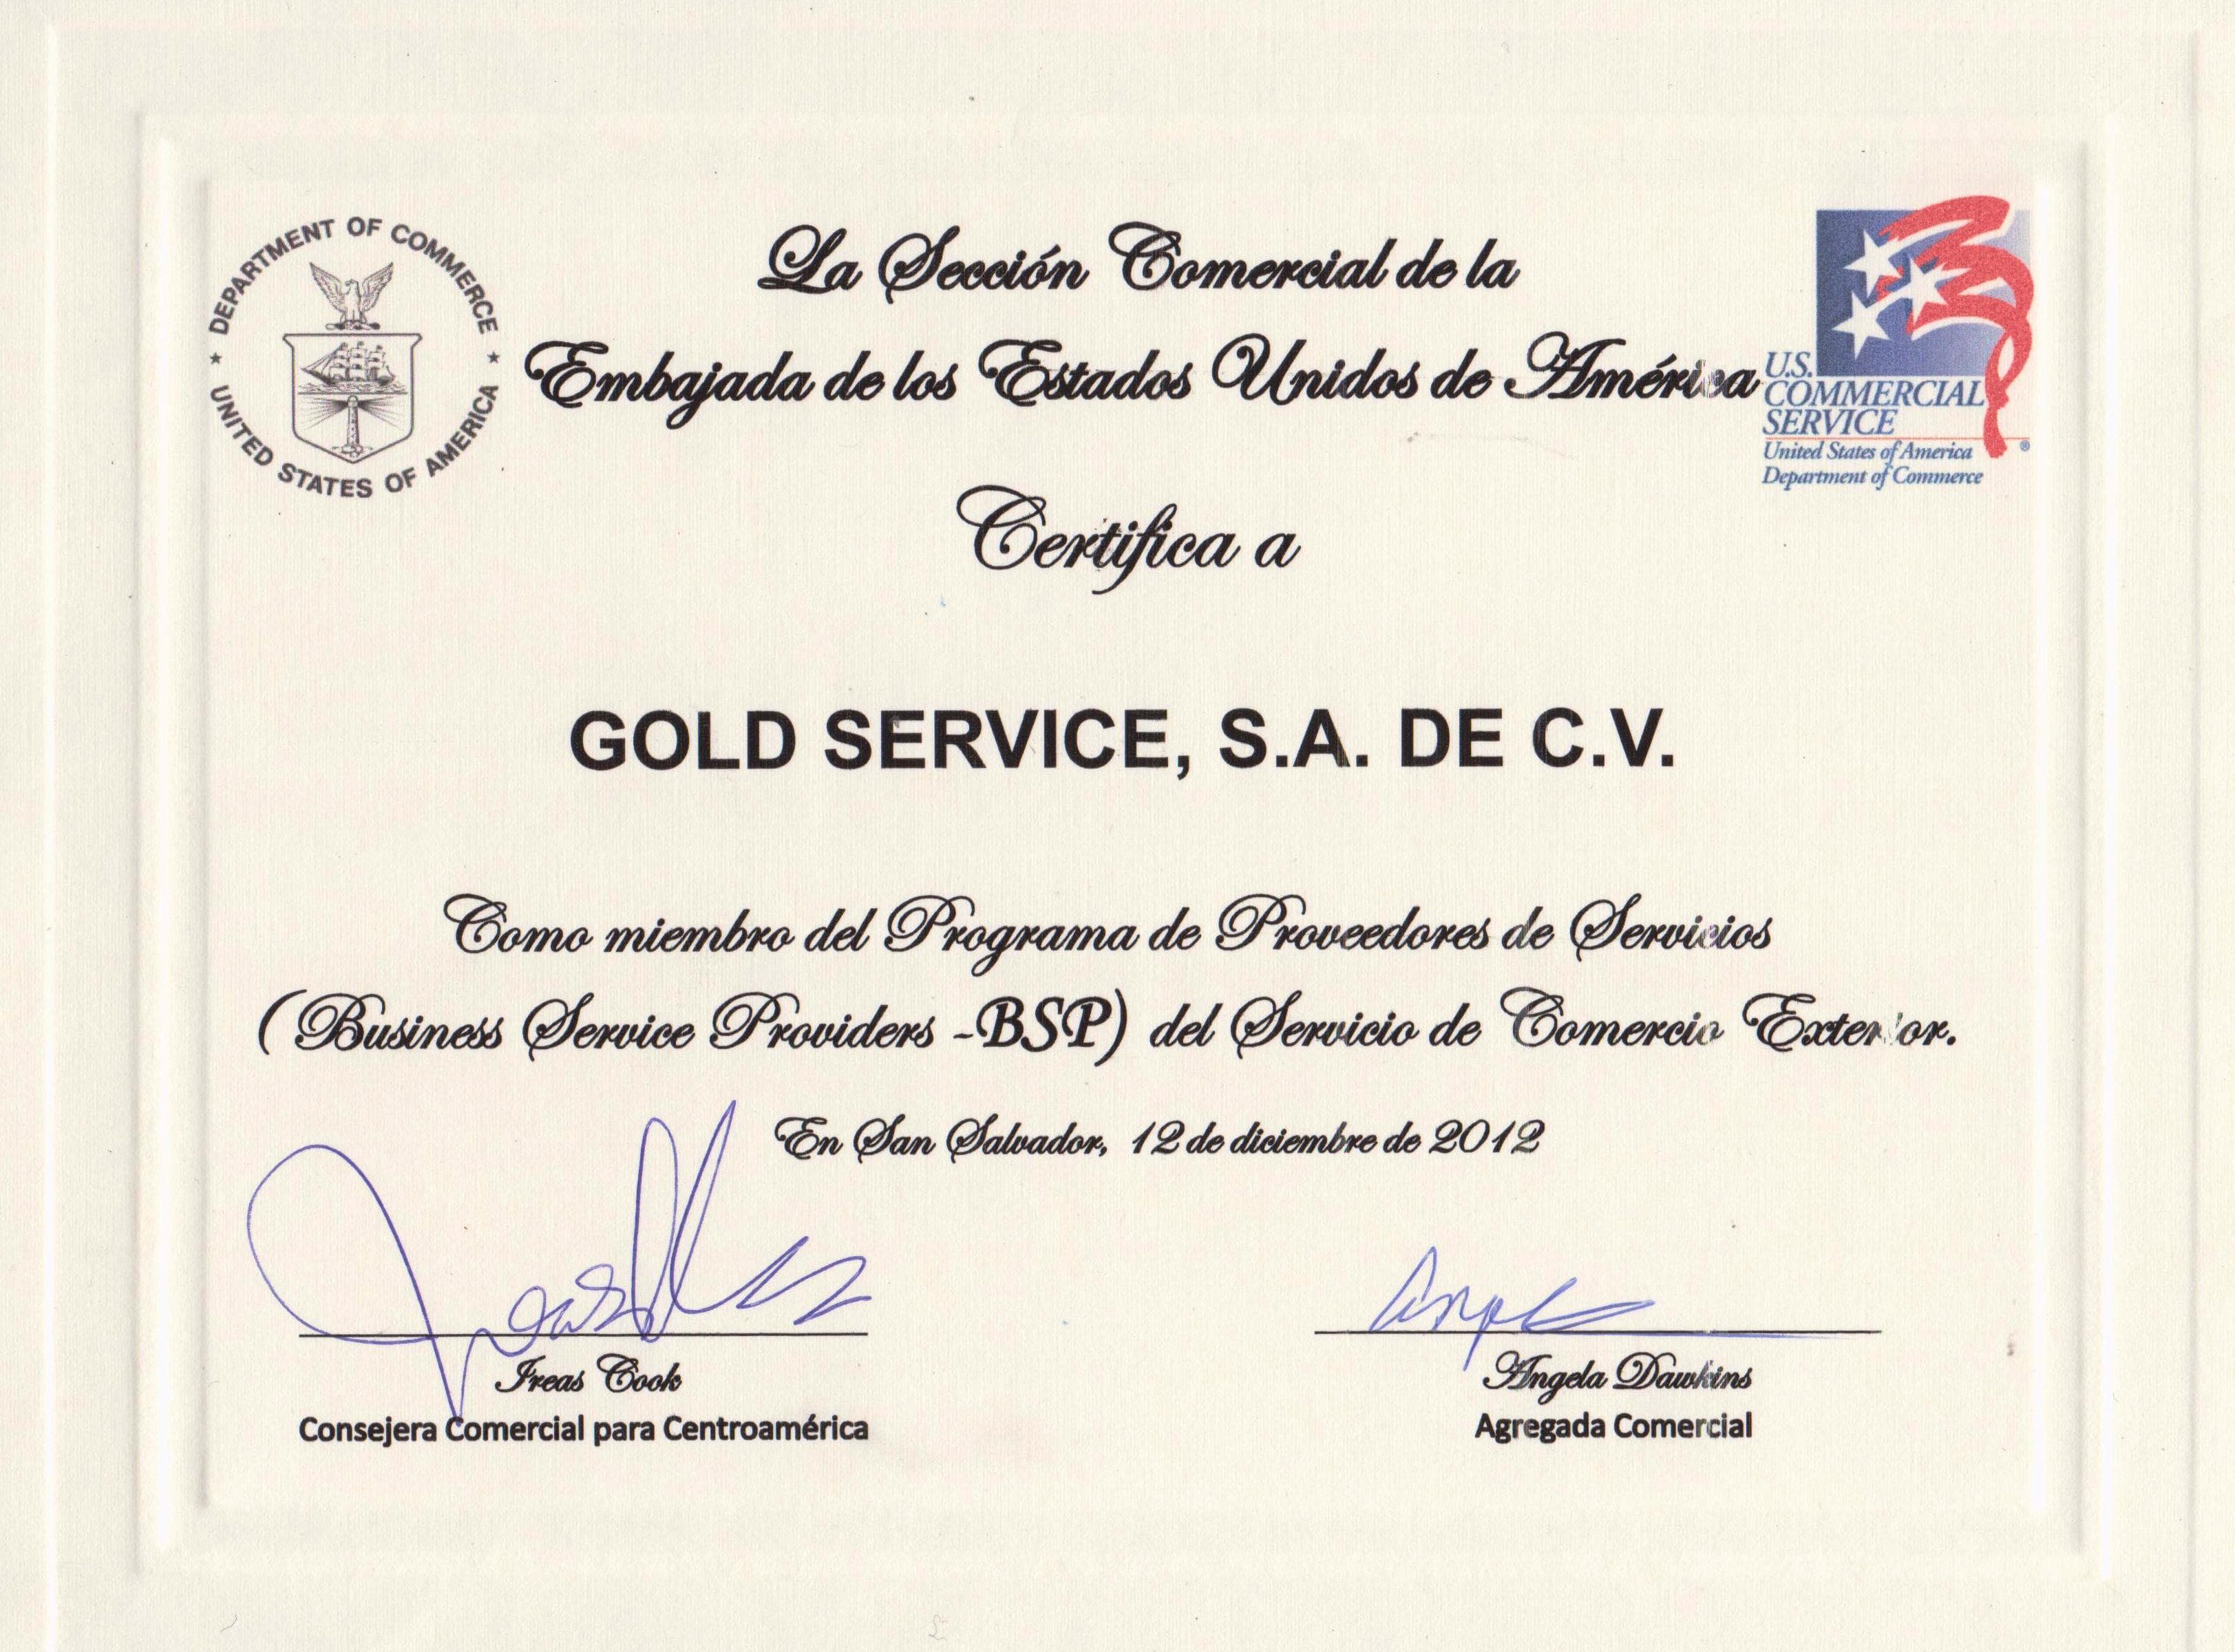 DEPARTMENT OF COMMERCE
★ UNITED STATES OF AMERICA ★
La Sección Comercial de la
Embajada de los Estados Unidos de América
U.S.
COMMERCIAL
SERVICE
United States of America
Department of Commerce
Certifica a
GOLD SERVICE, S.A. DE C.V.
Como miembro del Programa de Proveedores de Servicios
(Business Service Providers -BSP) del Servicio de Comercio Exterior.
En San Salvador, 12 de diciembre de 2012
Ireas Cook
Consejera Comercial para Centroamérica
Angela Dawkins
Agregada Comercial